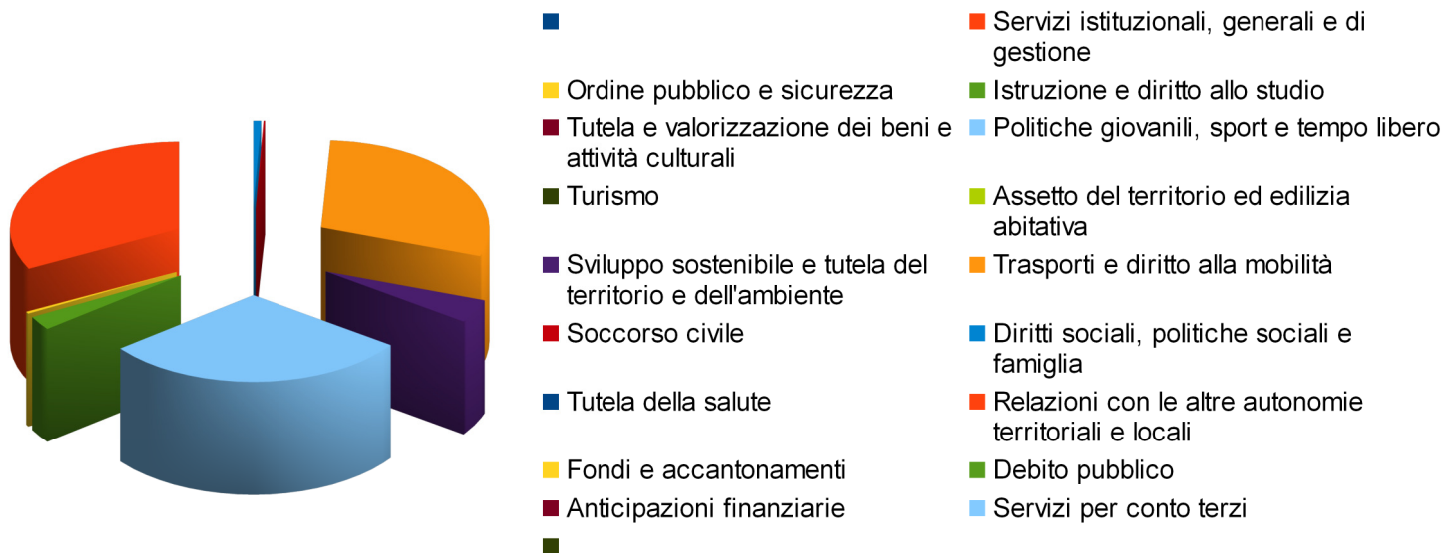 Servizi istituzionali, generali e di
gestione
Ordine pubblico e sicurezza
Istruzione e diritto allo studio
Tutela e valorizzazione dei beni e
attività culturali
Politiche giovanili, sport e tempo libero
Turismo
Assetto del territorio ed edilizia
abitativa
Sviluppo sostenibile e tutela del
territorio e dell'ambiente
Trasporti e diritto alla mobilità
Soccorso civile
Diritti sociali, politiche sociali e
famiglia
Tutela della salute
Relazioni con le altre autonomie
territoriali e locali
Fondi e accantonamenti
Debito pubblico
Anticipazioni finanziarie
Servizi per conto terzi